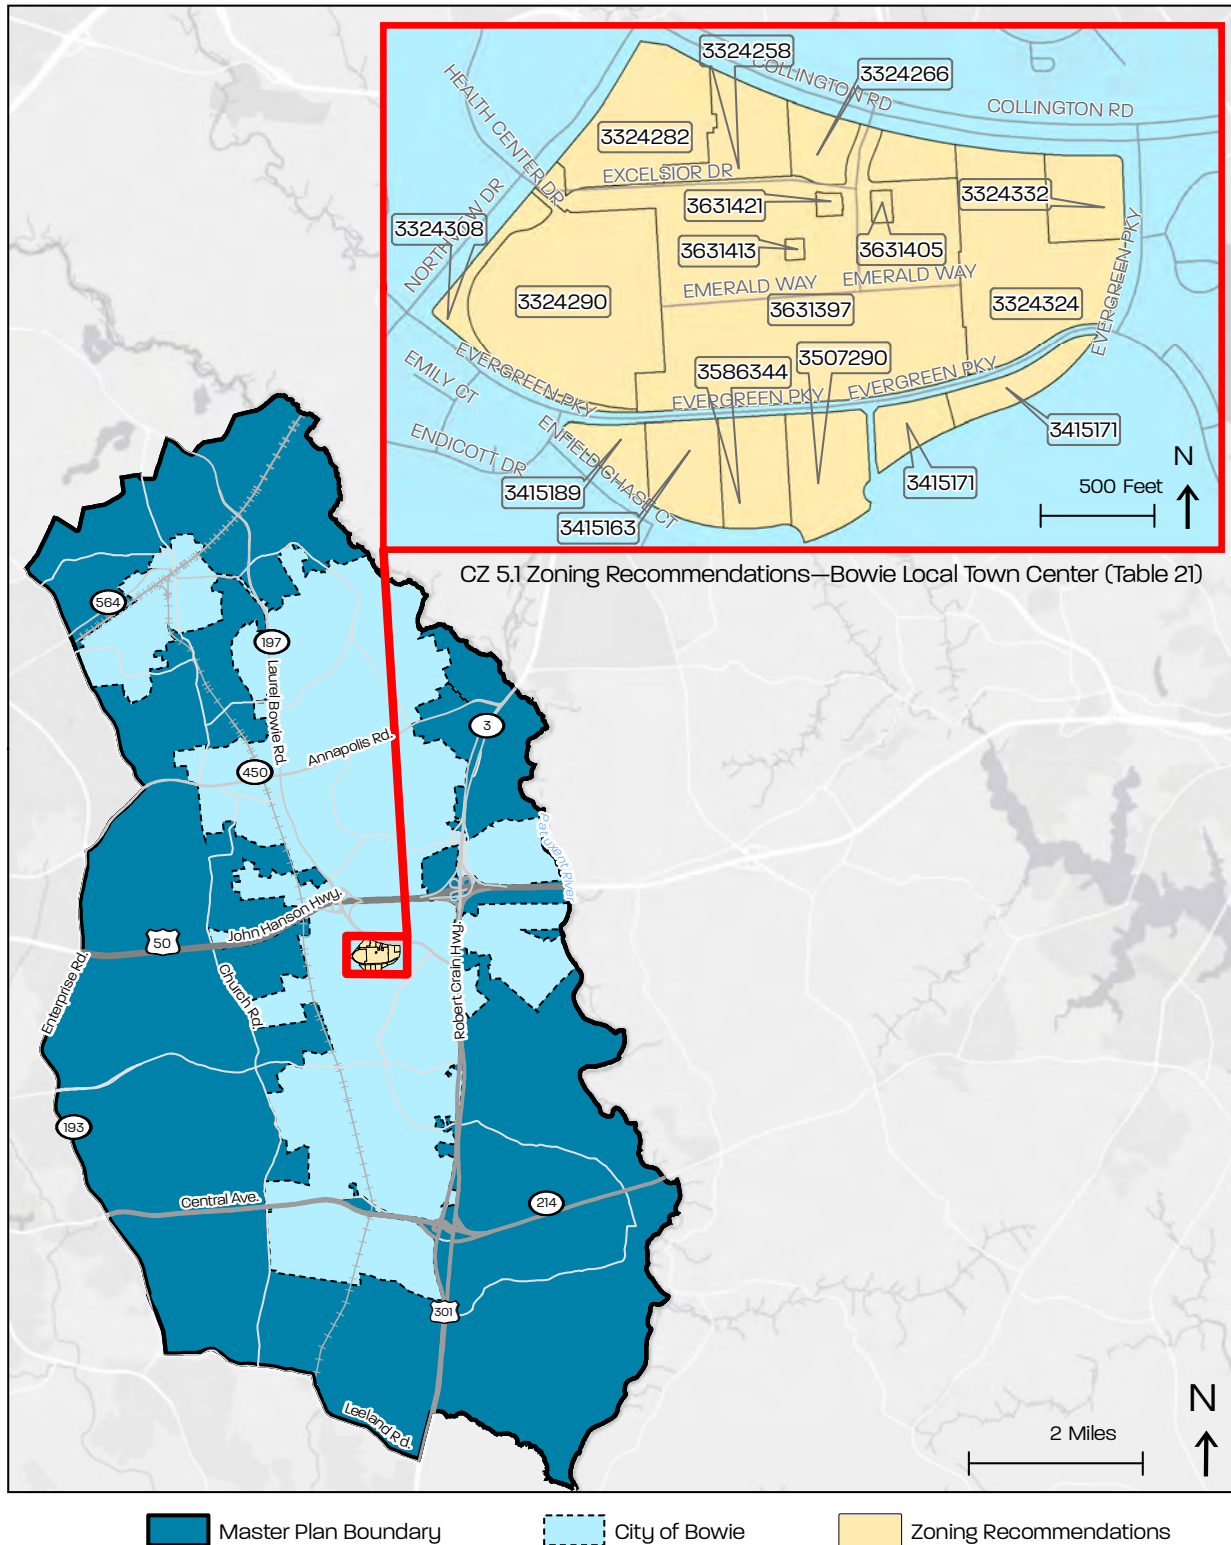 3324258
COLLINGTON RD
3324266
COLLINGTON RD
HEALTH CENTER DR
3324282
EXCELSIOR DR
3324332
3631421
NORTHVIEW DR
3324308
3631413
3631405
EMERALD WAY
EMERALD WAY
3324290
3631397
3324324
EVERGREEN PKY
EVERGREEN PKY
EMILY CT
3586344
3507290
EVERGREEN PKY
EVERGREEN PKY
ENDICOTT DR
ENFIELD CHASE CT
3415171
3415189
3415163
3415171
500 Feet
N
CZ 5.1 Zoning Recommendations—Bowie Local Town Center (Table 21)
564
197
Laurel Bowie Rd.
3
Annapolis Rd.
450
Patuxent River
John Hanson Hwy.
50
Enterprise Rd.
Church Rd.
Robert Crain Hwy.
193
Central Ave.
214
301
Leeland Rd.
2 Miles
N
Master Plan Boundary
City of Bowie
Zoning Recommendations